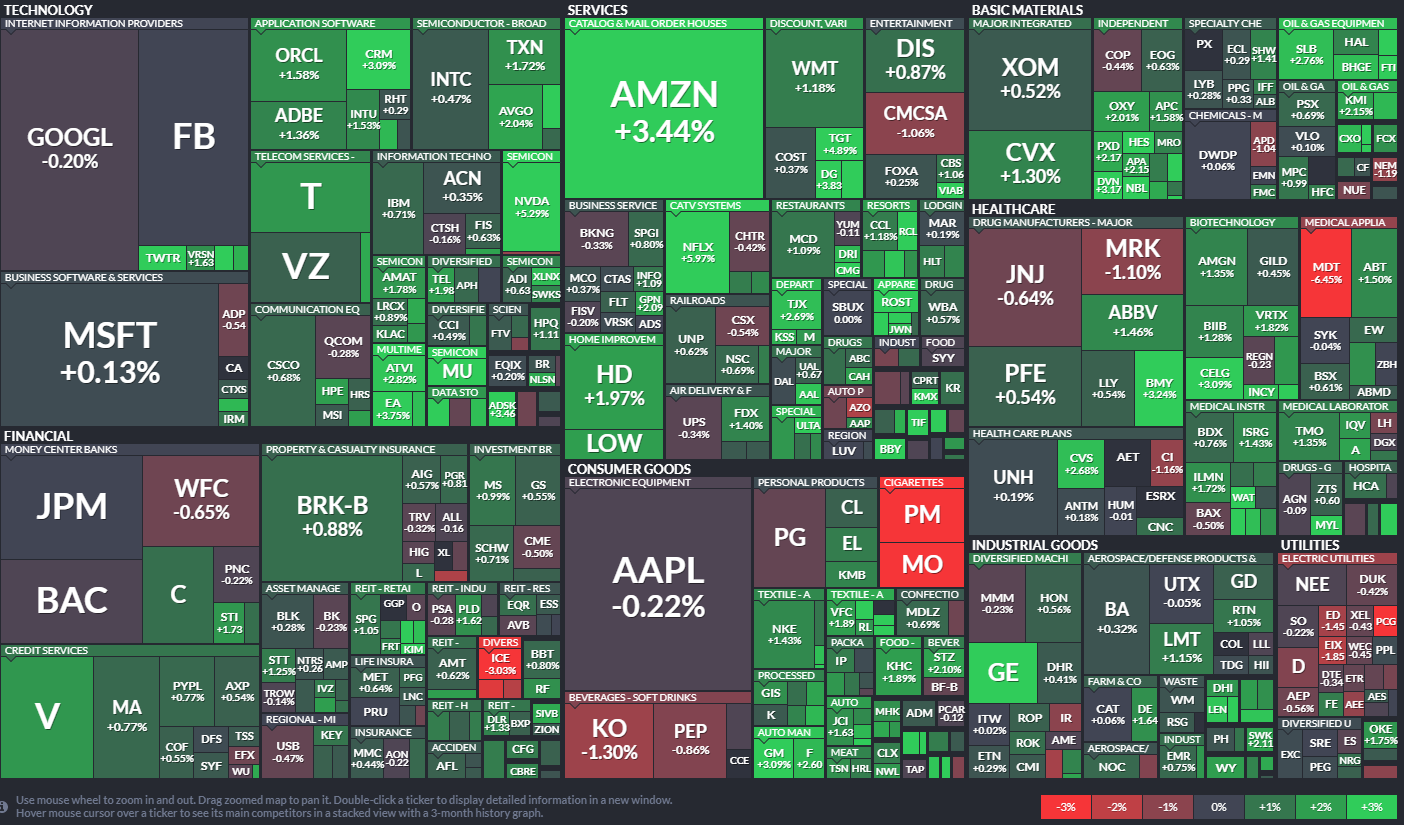 TECHNOLOGY
INTERNET INFORMATION PROVIDERS
GOOGL
-0.20%
FB
TWTR
VRSN
+1.63
APPLICATION SOFTWARE
ORCL
+1.58%
CRM
+3.09%
ADBE
+1.36%
INTU
+1.53%
RHT
+0.29
SEMICONDUCTOR - BROAD
INTC
+0.47%
TXN
+1.72%
AVGO
+2.04%
TELECOM SERVICES -
T
VZ
INFORMATION TECHNO
IBM
+0.71%
ACN
+0.35%
CTSH
-0.16%
FIS
+0.63%
SEMICON
NVDA
+5.29%
BUSINESS SOFTWARE & SERVICES
MSFT
+0.13%
ADP
-0.54
CA
CTXS
IRM
COMMUNICATION EQ
CSCO
+0.68%
QCOM
-0.28%
HPE
HRS
MSI
SEMICON
AMAT
+1.78%
LRCX
+0.89%
KLAC
DIVERSIFIED
TEL
+1.98
APH
SEMICON
ADI
+0.63
XLNX
SWKS
DIVERSIFIE
CCI
+0.49%
SCIEN
FTV
HPQ
+1.11
MULTIME
ATVI
+2.82%
EA
+3.75%
SEMICON
MU
EQIX
+0.20%
BR
NLSN
DATA STO
ADSK
+3.46
SERVICES
CATALOG & MAIL ORDER HOUSES
AMZN
+3.44%
DISCOUNT, VARI
WMT
+1.18%
COST
+0.37%
TGT
+4.89%
DG
+3.83
ENTERTAINMENT
DIS
+0.87%
CMCSA
-1.06%
FOXA
+0.25%
CBS
+1.06
VIAB
BUSINESS SERVICE
BKNG
-0.33%
SPGI
+0.80%
MCO
+0.37%
CTAS
INFO
+1.09
FISV
-0.20%
FLT
GPN
+2.09
VRSK
ADS
CATV SYSTEMS
NFLX
+5.97%
CHTR
-0.42%
RESTAURANTS
MCD
+1.09%
YUM
-0.11
DRI
CMG
RESORTS
CCL
+1.18%
RCL
LODGIN
MAR
+0.19%
HLT
RAILROADS
UNP
+0.62%
CSX
-0.54%
NSC
+0.69%
DEPART
TJX
+2.69%
KSS
M
SPECIAL
SBUX
0.00%
APPARE
ROST
JWN
DRUG
WBA
+0.57%
HOME IMPROVEM
HD
+1.97%
LOW
AIR DELIVERY & F
UPS
-0.34%
FDX
+1.40%
MAJOR
DAL
UAL
+0.67
AAL
DRUGS
ABC
CAH
INDUST
FOOD
SYY
CPRT
KMX
KR
SPECIAL
ULTA
AUTO P
AZO
AAP
TIF
REGION
LUV
BBY
BASIC MATERIALS
MAJOR INTEGRATED
XOM
+0.52%
CVX
+1.30%
INDEPENDENT
COP
-0.44%
EOG
+0.63%
OXY
+2.01%
APC
+1.58%
PXD
+2.17
HES
MRO
APA
+2.15
DVN
+3.17
NBL
SPECIALTY CHE
PX
ECL
+0.29
SHW
+1.41
LYB
+0.28%
PPG
+0.33
IFF
ALB
CHEMICALS - M
DWDP
+0.06%
APD
-1.04
EMN
FMC
OIL & GAS EQUIPMEN
SLB
+2.76%
HAL
BHGE
FTI
OIL & GA
PSX
+0.69%
VLO
+0.10%
MPC
+0.99
HFC
OIL & GAS
KMI
+2.15%
CXO
FCX
CF
NEM
-1.19
NUE
HEALTHCARE
DRUG MANUFACTURERS - MAJOR
JNJ
-0.64%
MRK
-1.10%
ABBV
+1.46%
PFE
+0.54%
LLY
+0.54%
BMY
+3.24%
BIOTECHNOLOGY
AMGN
+1.35%
GILD
+0.45%
BIIB
+1.28%
VRTX
+1.82%
REGN
-0.23
CELG
+3.09%
INCY
MEDICAL APPLIA
MDT
-6.45%
ABT
+1.50%
SYK
-0.04%
EW
BSX
+0.61%
ZBH
ABMD
HEALTH CARE PLANS
UNH
+0.19%
CVS
+2.68%
AET
CI
-1.16%
ANTM
+0.18%
HUM
-0.01
ESRX
CNC
MEDICAL INSTR
BDX
+0.76%
ISRG
+1.43%
ILMN
+1.72%
WAT
BAX
-0.50%
MEDICAL LABORATOR
TMO
+1.35%
IQV
LH
A
DGX
DRUGS - G
AGN
-0.09
ZTS
+0.60
MYL
HOSPITA
HCA
FINANCIAL
MONEY CENTER BANKS
JPM
WFC
-0.65%
BAC
C
PNC
-0.22%
STI
+1.73
PROPERTY & CASUALTY INSURANCE
BRK-B
+0.88%
AIG
+0.57%
PGR
+0.81
TRV
-0.32%
ALL
-0.16
HIG
XL
L
INVESTMENT BR
MS
+0.99%
GS
+0.55%
SCHW
+0.71%
CME
-0.50%
CREDIT SERVICES
V
MA
+0.77%
PYPL
+0.77%
AXP
+0.54%
COF
+0.55%
DFS
TSS
SYF
EFX
WU
ASSET MANAGE
BLK
+0.28%
BK
-0.23%
STT
+1.25%
NTRS
+0.26
AMP
TROW
-0.14%
IVZ
REIT - RETAI
SPG
+1.05
GGP
O
FRT
KIM
REIT - INDU
PSA
-0.28
PLD
+1.62
REIT - RES
EQR
ESS
AVB
LIFE INSURA
MET
+0.64%
PFG
LNC
PRU
REIT -
AMT
+0.62%
DIVERS
ICE
-3.03%
BBT
+0.80%
RF
REGIONAL - MI
USB
-0.47%
KEY
INSURANCE
MMC
+0.44%
AON
-0.22
REIT - H
REIT -
DLR
+1.33
BXP
SIVB
ZION
ACCIDEN
AFL
CFG
CBRE
CONSUMER GOODS
ELECTRONIC EQUIPMENT
AAPL
-0.22%
PERSONAL PRODUCTS
PG
CL
EL
KMB
CIGARETTES
PM
MO
BEVERAGES - SOFT DRINKS
KO
-1.30%
PEP
-0.86%
CCE
TEXTILE - A
NKE
+1.43%
TEXTILE - A
VFC
+1.89
RL
CONFECTIO
MDLZ
+0.69%
PACKA
IP
FOOD -
KHC
+1.89%
BEVER
STZ
+2.10%
BF-B
PROCESSED
GIS
K
AUTO
JCI
+1.63
MHK
ADM
PCAR
-0.12
AUTO MAN
GM
+3.09%
F
+2.60
MEAT
TSN
HRL
CLX
NWL
TAP
INDUSTRIAL GOODS
DIVERSIFIED MACHI
MMM
-0.23%
HON
+0.56%
GE
DHR
+0.41%
ITW
+0.02%
ROP
IR
ETN
+0.29%
ROK
AME
CMI
AEROSPACE/DEFENSE PRODUCTS &
BA
+0.32%
UTX
-0.05%
GD
LMT
+1.15%
RTN
+1.05%
COL
LLL
TDG
HII
FARM & CO
CAT
+0.06%
DE
+1.64
WASTE
WM
RSG
DHI
LEN
AEROSPACE/
NOC
INDUST
EMR
+0.75%
PH
SWK
+2.11
WY
UTILITIES
ELECTRIC UTILITIES
NEE
DUK
-0.42%
SO
-0.22
ED
-1.45
XEL
-0.43
PCG
D
EIX
-1.85
WEC
-0.45
PPL
DTE
-0.34
ETR
AEP
-0.56%
FE
AEE
AES
DIVERSIFIED U
EXC
SRE
ES
PEG
NRG
OKE
+1.75%
Use mouse wheel to zoom in and out. Drag zoomed map to pan it. Double-click a ticker to display detailed information in a new window.
Hover mouse cursor over a ticker to see its main competitors in a stacked view with a 3-month history graph.
-3%
-2%
-1%
0%
+1%
+2%
+3%